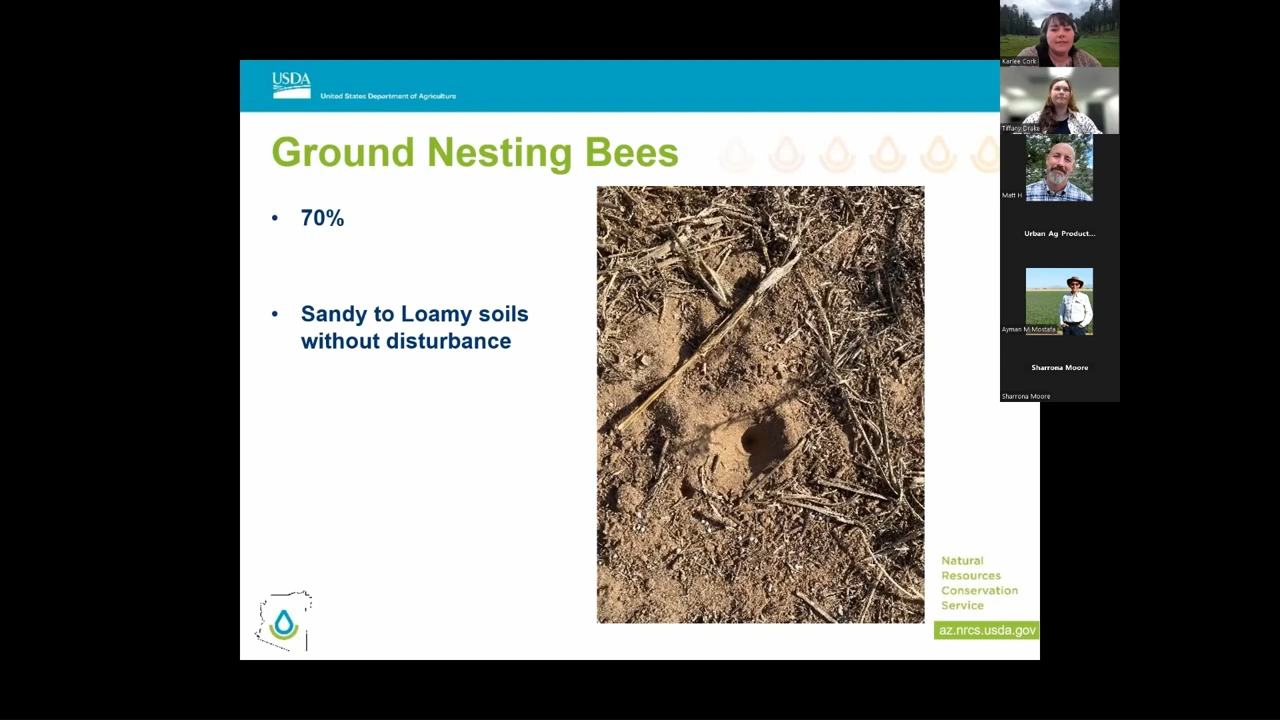 USDA
United States Department of Agriculture
Ground Nesting Bees
• 70%
• Sandy to Loamy soils
without disturbance
Natural
Resources
Conservation
Service
az.nrcs.usda.gov
Karlee Cork
Tiffany Drake
Matt H
Urban Ag Product...
Ayman M.Mostafa
Sharrona Moore
Sharrona Moore